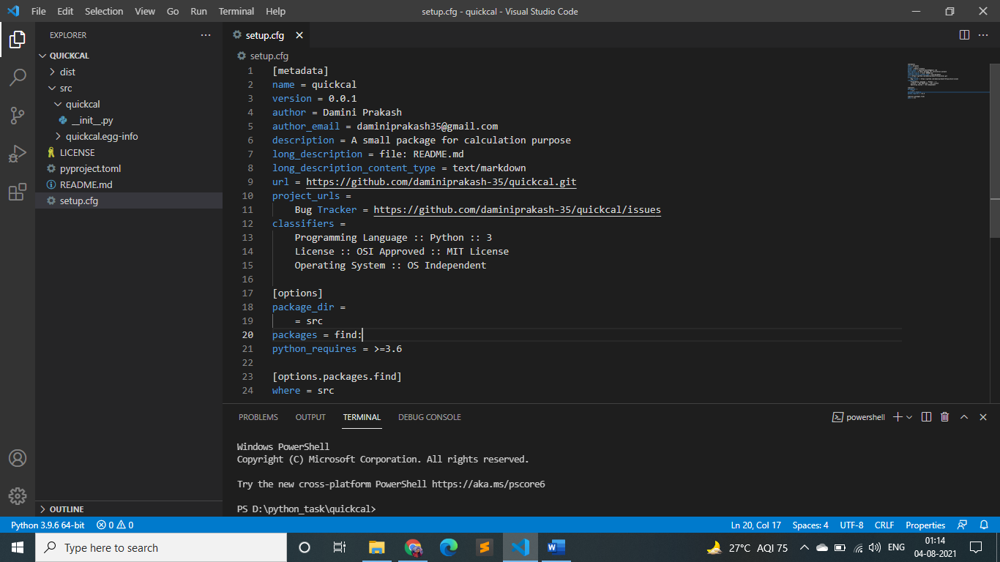 File Edit Selection View Go Run Terminal Help setup.cfg - quickcal - Visual Studio Code
EXPLORER
QUICKCAL
dist
src
quickcal
__init__.py
quickcal.egg-info
LICENSE
pyproject.toml
README.md
setup.cfg
OUTLINE
setup.cfg
setup.cfg
1 [metadata]
2 name = quickcal
3 version = 0.0.1
4 author = Damini Prakash
5 author_email = daminiprakash35@gmail.com
6 description = A small package for calculation purpose
7 long_description = file: README.md
8 long_description_content_type = text/markdown
9 url = https://github.com/daminiprakash-35/quickcal.git
10 project_urls =
11 Bug Tracker = https://github.com/daminiprakash-35/quickcal/issues
12 classifiers =
13 Programming Language :: Python :: 3
14 License :: OSI Approved :: MIT License
15 Operating System :: OS Independent
16
17 [options]
18 package_dir =
19 = src
20 packages = find:
21 python_requires = >=3.6
22
23 [options.packages.find]
24 where = src
PROBLEMS OUTPUT TERMINAL DEBUG CONSOLE powershell
Windows PowerShell
Copyright (C) Microsoft Corporation. All rights reserved.
Try the new cross-platform PowerShell https://aka.ms/pscore6
PS D:\python_task\quickcal>
Python 3.9.6 64-bit 0 0 Ln 20, Col 17 Spaces: 4 UTF-8 CRLF Properties
Type here to search 27°C AQI 75 ENG 01:14
04-08-2021